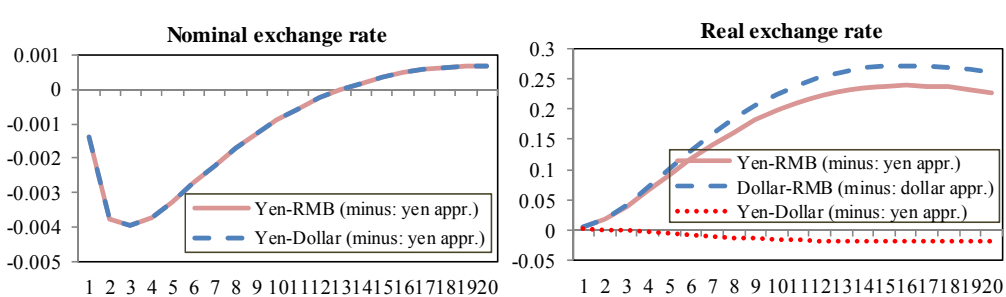 Nominal exchange rate
0.001
0
-0.001
-0.002
-0.003
-0.004
-0.005
Yen-RMB (minus: yen appr.)
Yen-Dollar (minus: yen appr.)
1 2 3 4 5 6 7 8 9 1011121314151617181920
Real exchange rate
0.3
0.25
0.2
0.15
0.1
0.05
0
-0.05
Yen-RMB (minus: yen appr.)
Dollar-RMB (minus: dollar appr.)
Yen-Dollar (minus: yen appr.)
1 2 3 4 5 6 7 8 9 1011121314151617181920